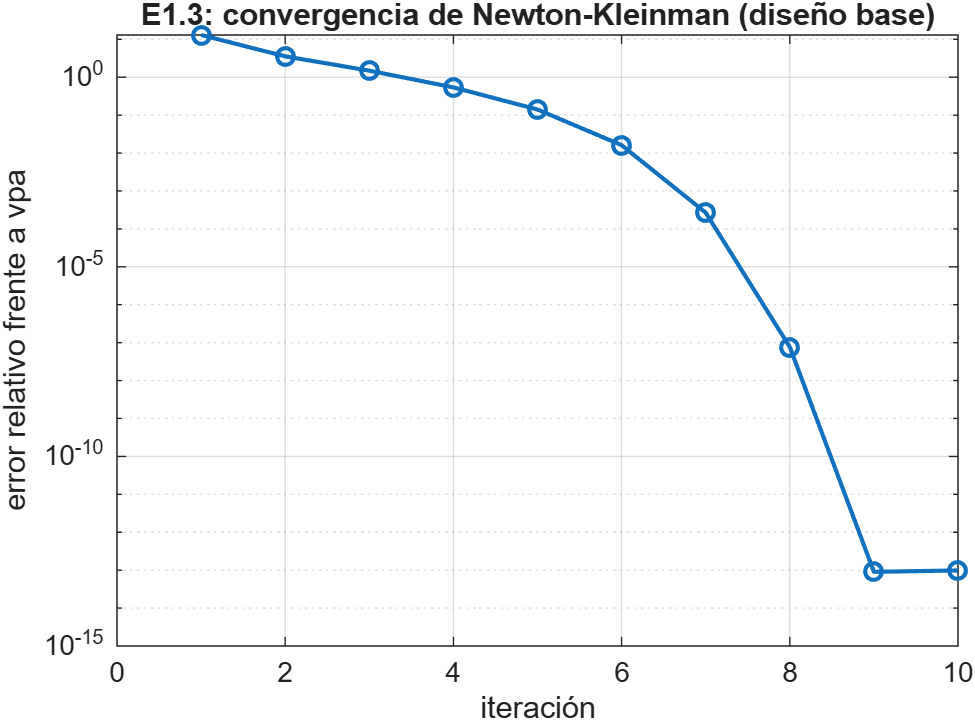 E1.3: convergencia de Newton-Kleinman (diseño base)
error relativo frente a vpa
10^0
10^-5
10^-10
10^-15
0 2 4 6 8 10
iteración